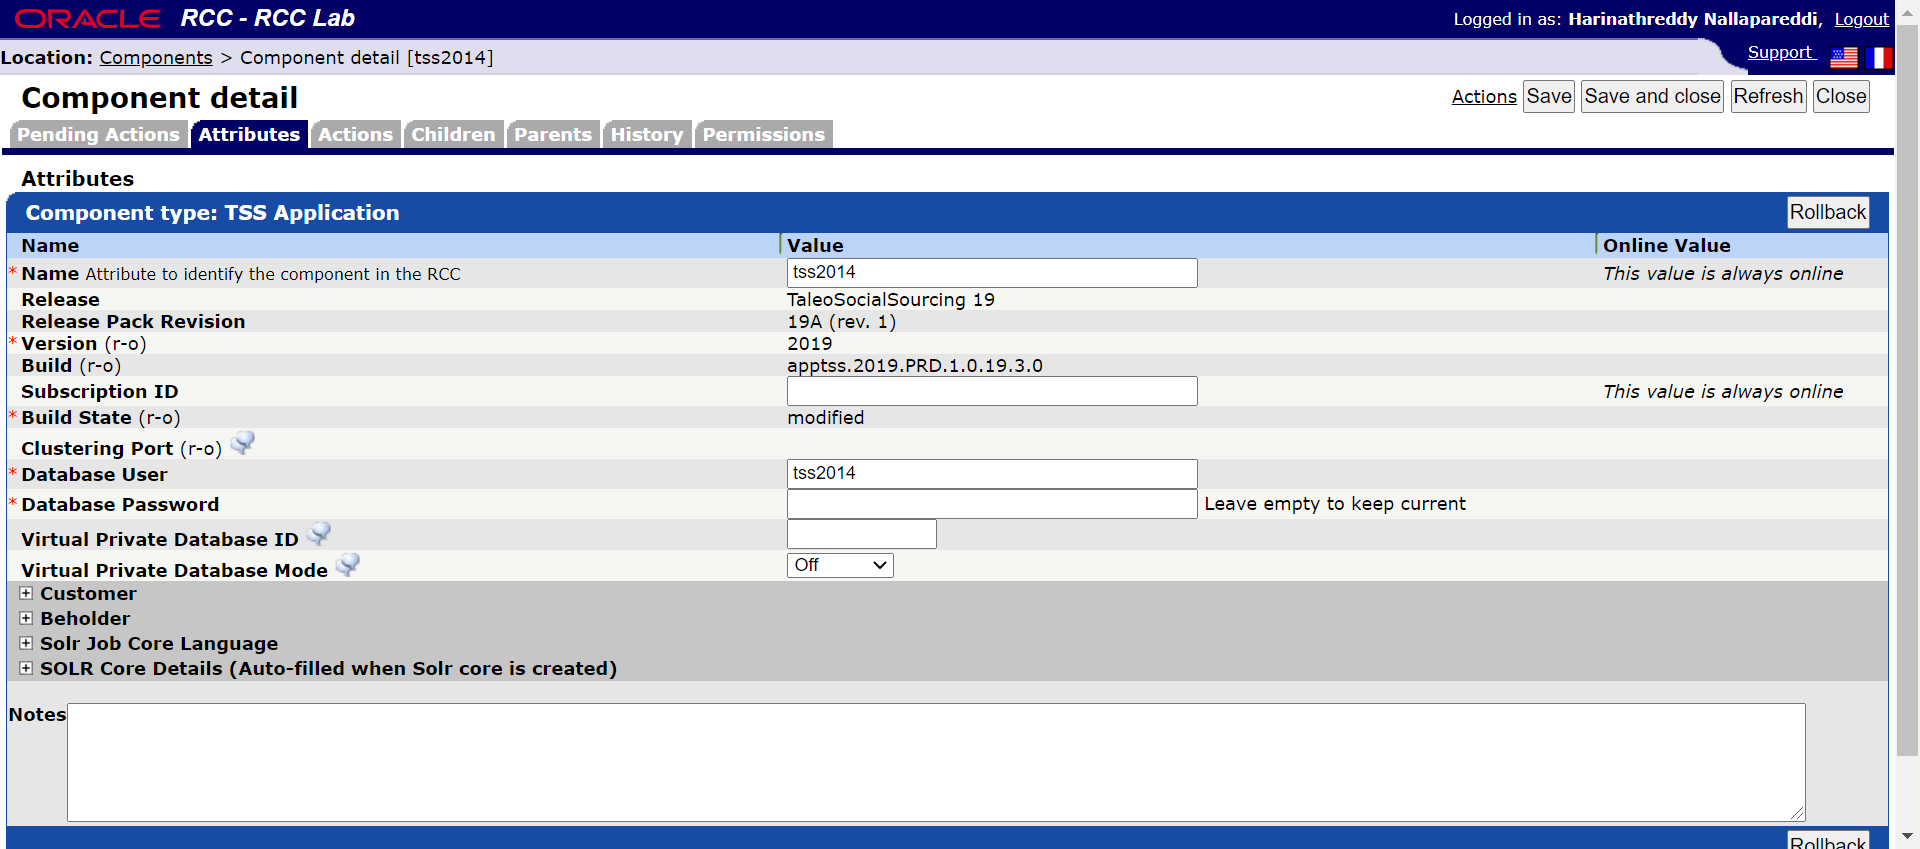 ORACLE RCC - RCC Lab Logged in as: Harinathreddy Nallapareddi, Logout
Location: Components > Component detail [tss2014] Support
Component detail Actions Save Save and close Refresh Close
Pending Actions Attributes Actions Children Parents History Permissions
Attributes
Component type: TSS Application Rollback
Name Value Online Value
* Name Attribute to identify the component in the RCC tss2014 This value is always online
Release TaleoSocialSourcing 19
Release Pack Revision 19A (rev. 1)
* Version (r-o) 2019
Build (r-o) apptss.2019.PRD.1.0.19.3.0
Subscription ID This value is always online
* Build State (r-o) modified
Clustering Port (r-o)
* Database User tss2014
* Database Password Leave empty to keep current
Virtual Private Database ID
Virtual Private Database Mode Off
Customer
Beholder
Solr Job Core Language
SOLR Core Details (Auto-filled when Solr core is created)
Notes
Rollback